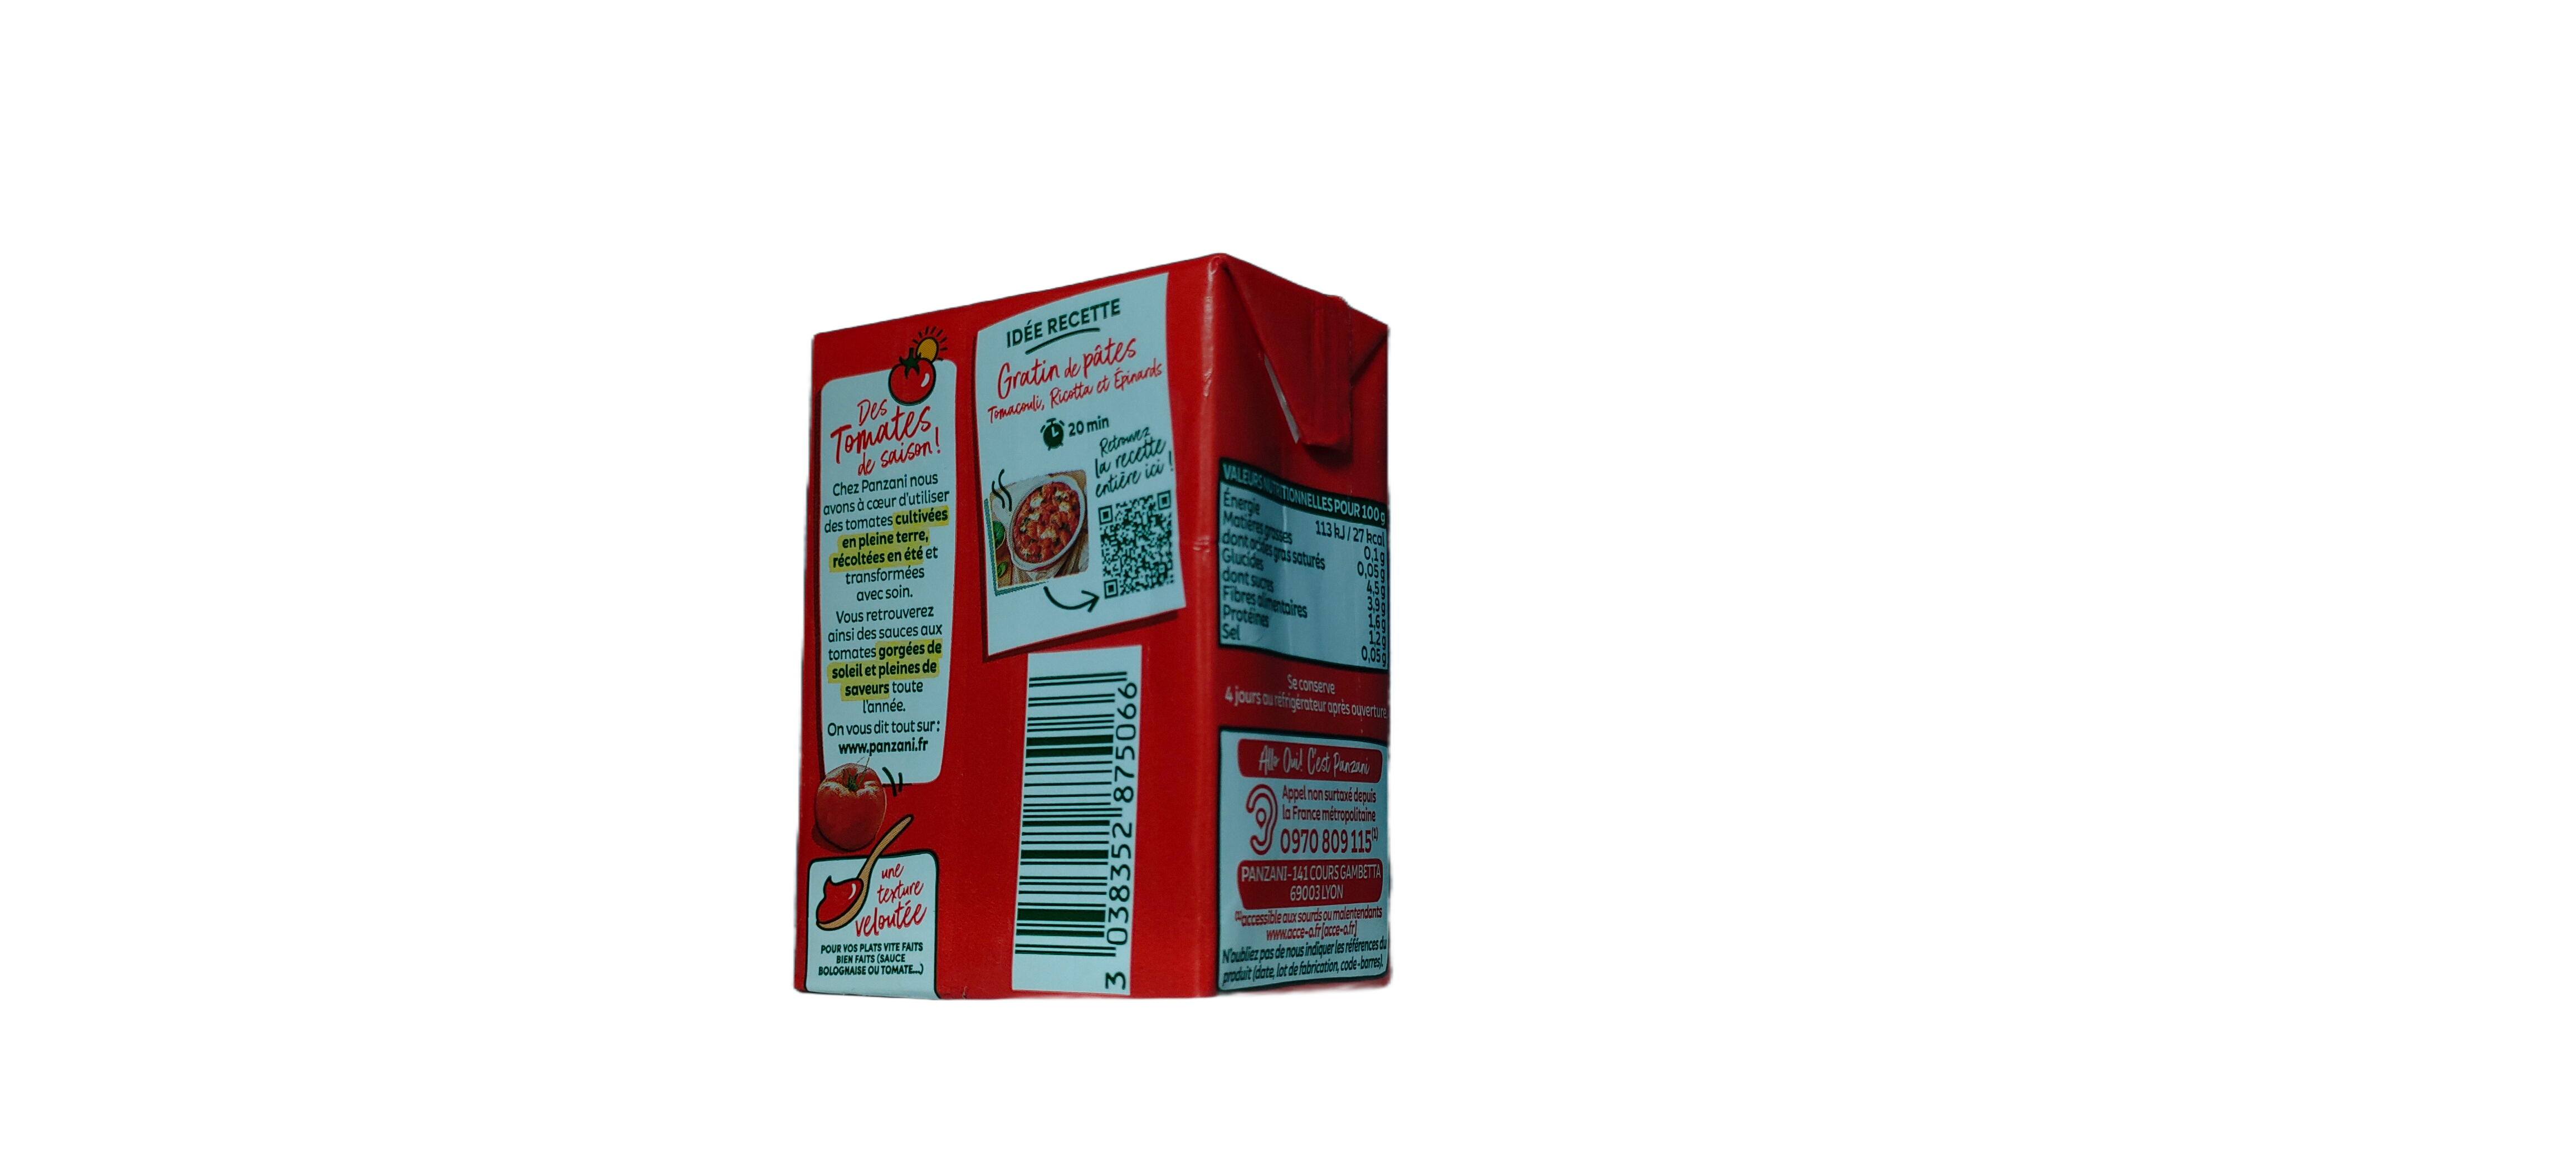 Des
Tomates
de saison !
Chez Panzani nous
avons à cœur d'utiliser
des tomates cultivées
en pleine terre,
récoltées en été et
transformées
avec soin.
Vous retrouverez
ainsi des sauces aux
tomates gorgées de
soleil et pleines de
saveurs toute
l'année.
On vous dit tout sur :
www.panzani.fr
une
texture
veloutée
POUR VOS PLATS VITE FAITS
BIEN FAITS (SAUCE
BOLOGNAISE OU TOMATE...)
IDÉE RECETTE
Gratin de pâtes
Tomacouli, Ricotta et Épinards
20 min
Retrouvez
la recette
entière ici !
3 038352 875066
VALEURS NUTRITIONNELLES POUR 100 g
Énergie 113 kJ / 27 kcal
Matières grasses 0,1 g
dont acides gras saturés 0,05 g
Glucides
dont sucres
Fibres alimentaires
Protéines
Sel 0,05 g
Se conserve
4 jours au réfrigérateur après ouverture
Allo Oui! C'est Panzani
Appel non surtaxé depuis
la France métropolitaine
0970 809 115(1)
PANZANI-141 COURS GAMBETTA
69003 LYON
(1)accessible aux sourds ou malentendants
www.acce-o.fr [acce-o.fr]
N'oubliez pas de nous indiquer les références du
produit (date, lot de fabrication, code-barres).